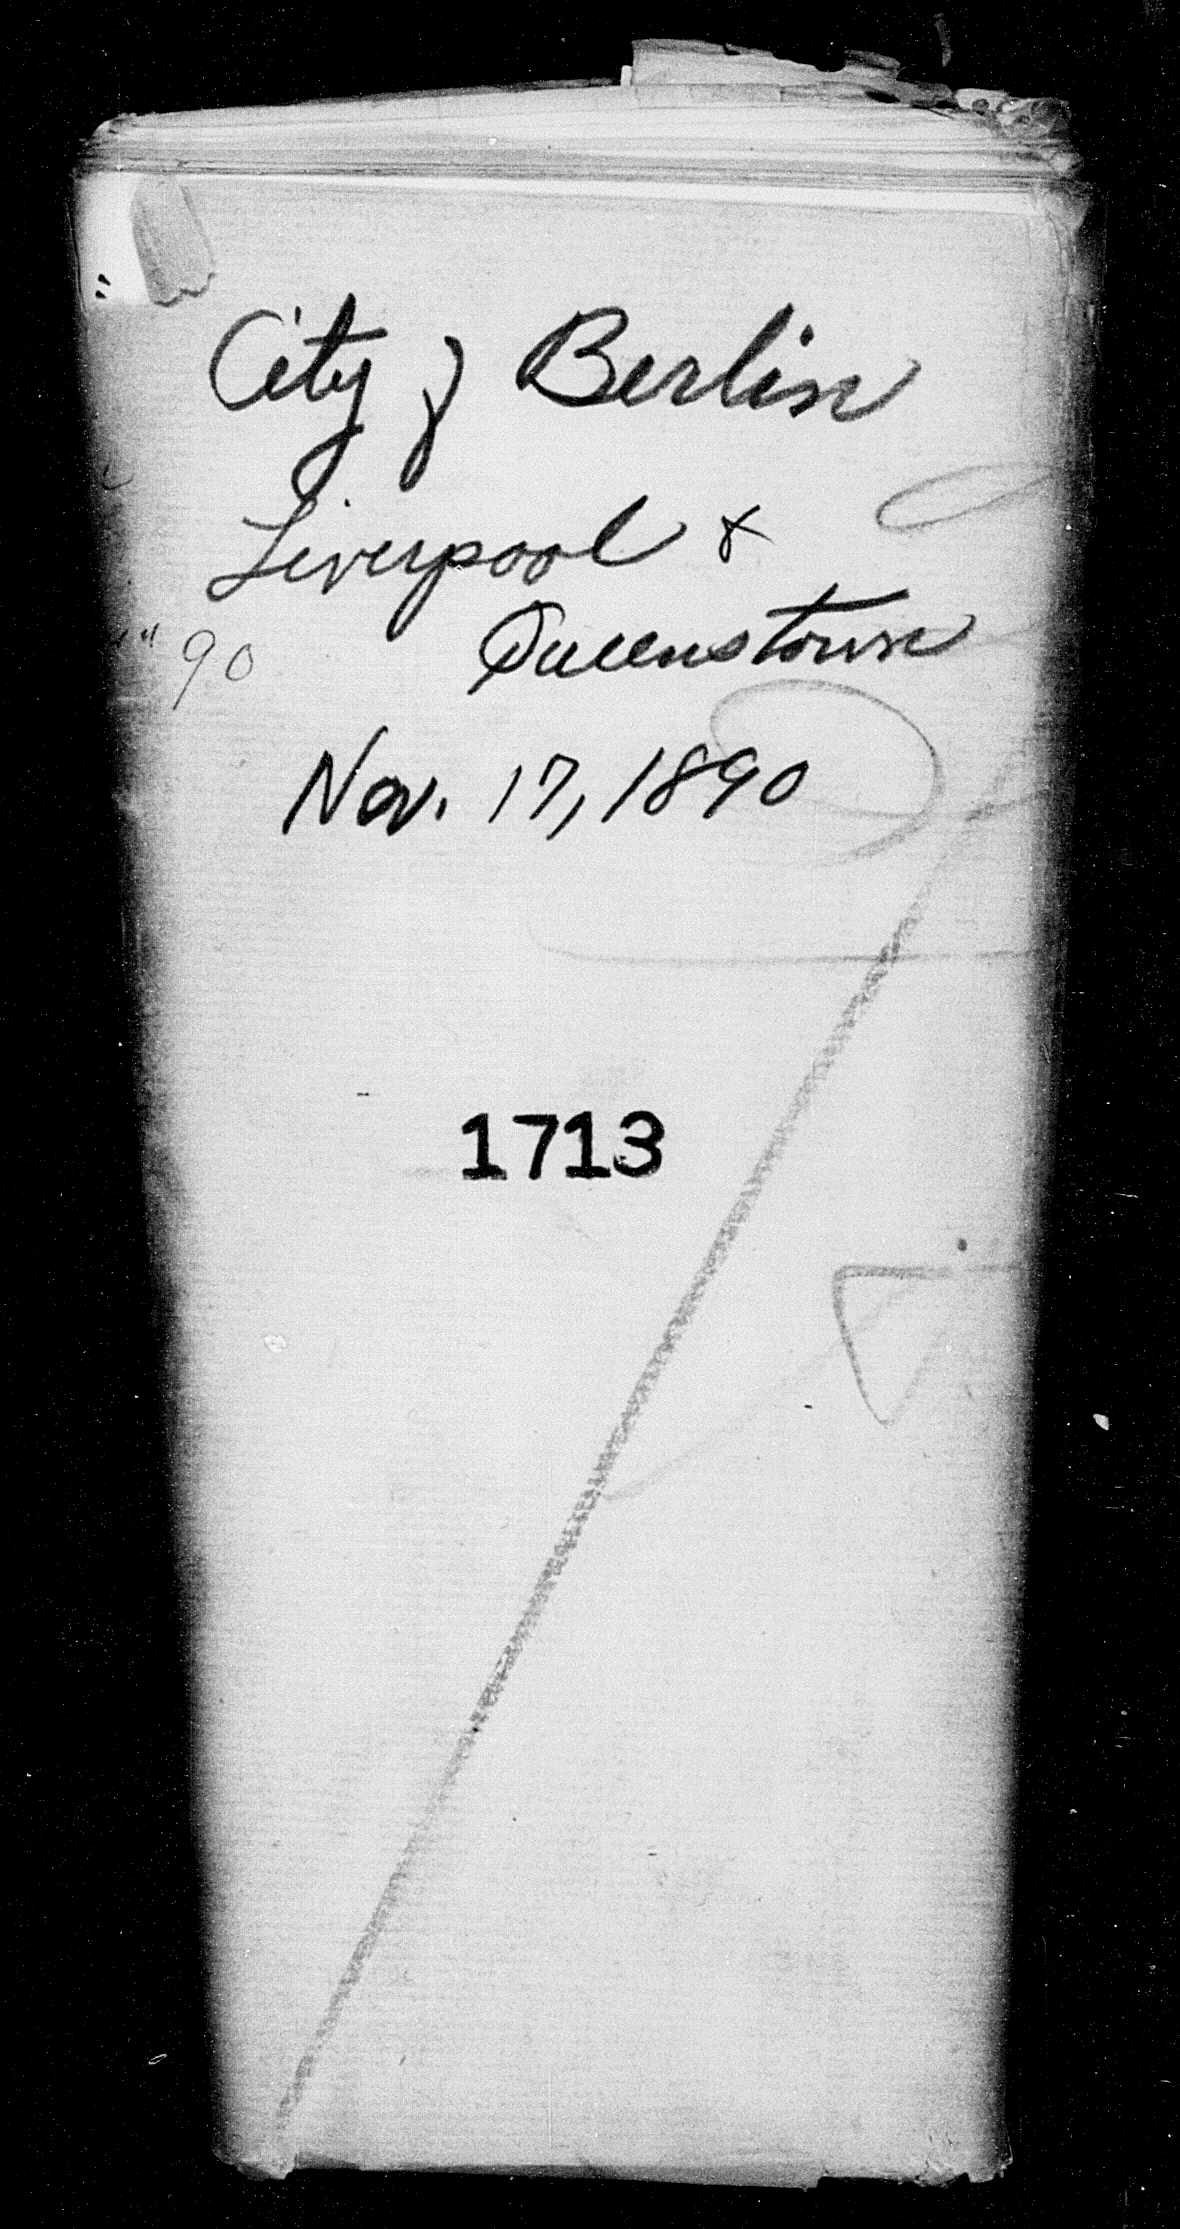 City of Berlin
Liverpool &
Queenstown
" 90
Nov. 17, 1890
1713